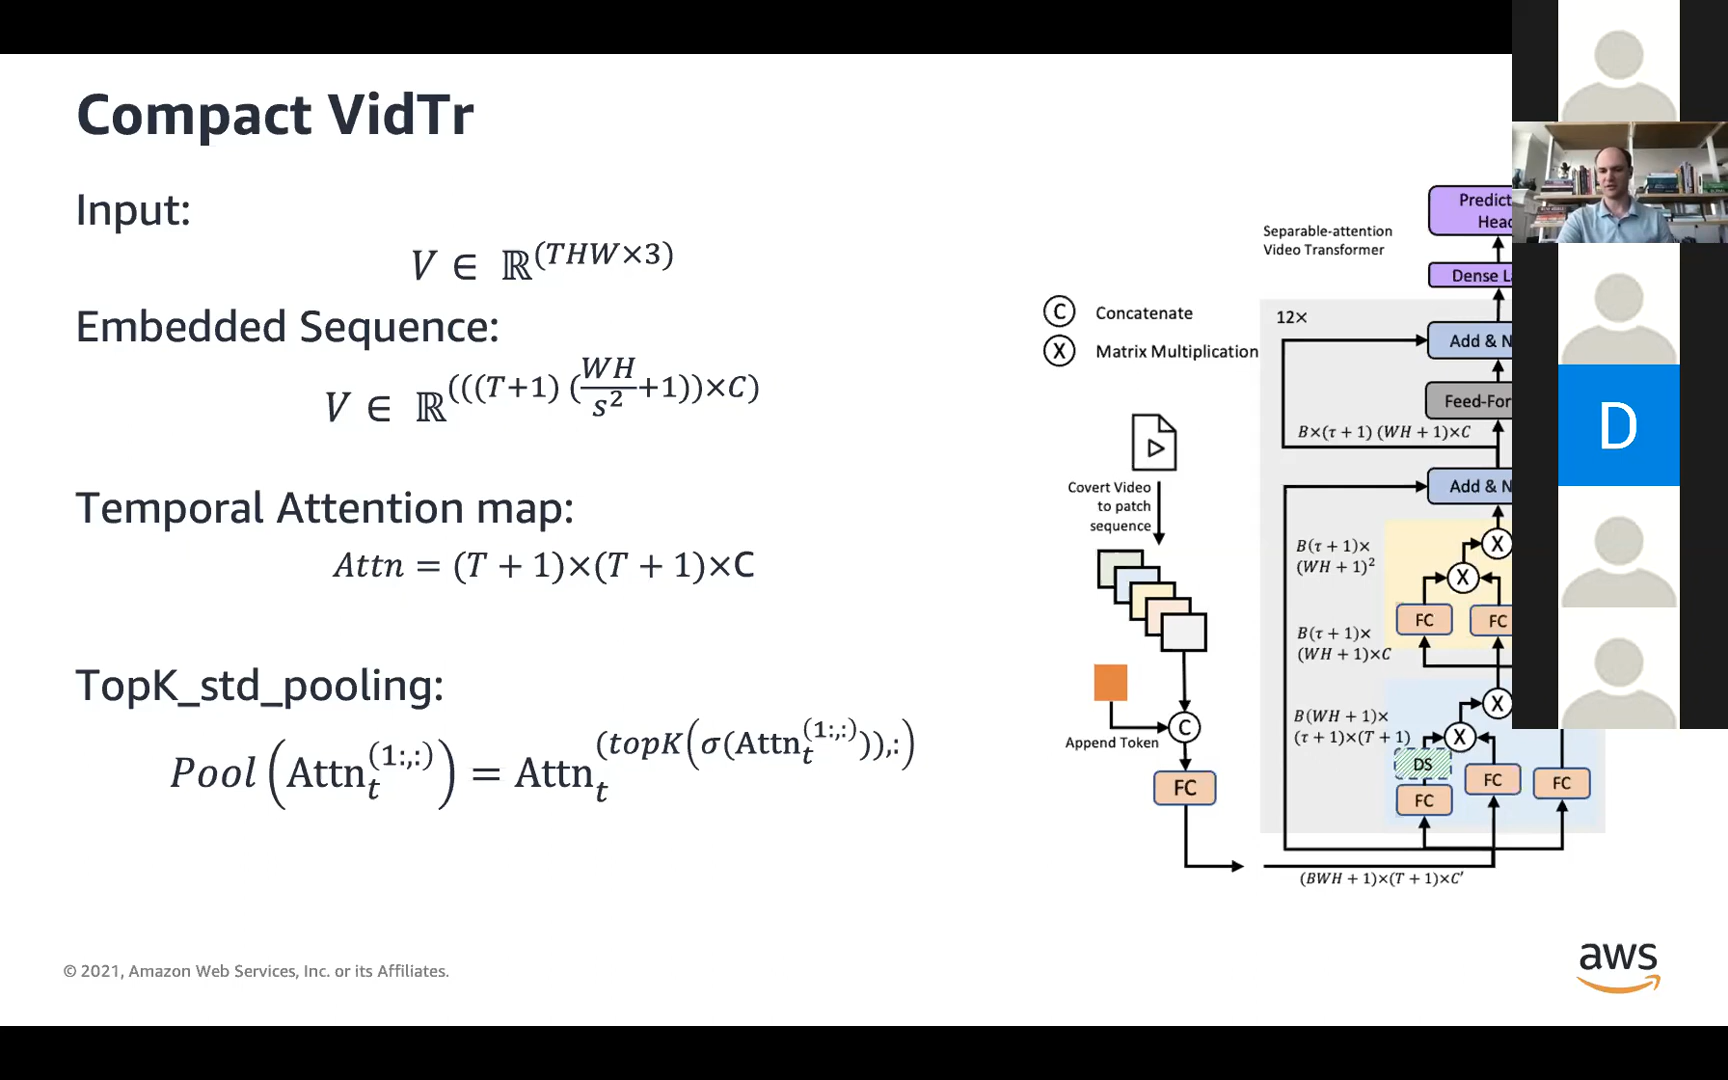 Compact VidTr
Input:
V ∈ ℝ^(THW×3)
Embedded Sequence:
V ∈ ℝ^(((T+1) (WH/s²+1))×C)
Temporal Attention map:
Attn = (T + 1)×(T + 1)×C
TopK_std_pooling:
Pool(Attn_t^(1:,:)) = Attn_t^(topK(σ(Attn_t^(1:,:))),:)
© 2021, Amazon Web Services, Inc. or its Affiliates.
Separable-attention
Video Transformer
C Concatenate
X Matrix Multiplication
Covert Video
to patch
sequence
Append Token
C
FC
Predict
Hea
Dense L
12×
Add & N
Feed-For
B×(τ + 1) (WH + 1)×C
Add & N
B(τ + 1)×
(WH + 1)²
X
X
FC
FC
B(τ + 1)×
(WH + 1)×C
B(WH + 1)×
(τ + 1)×(T + 1)
X
X
DS
FC
FC
FC
(BWH + 1)×(T + 1)×C′
D
aws